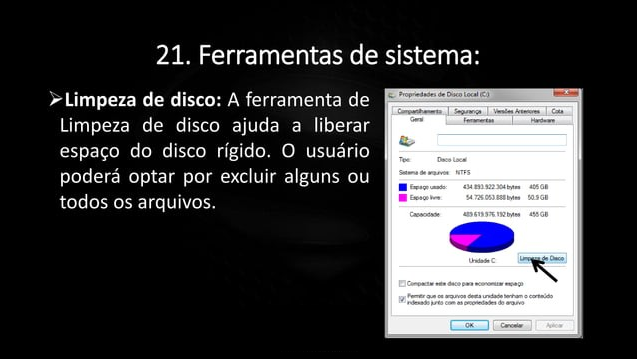 21. Ferramentas de sistema:
➢Limpeza de disco: A ferramenta de
Limpeza de disco ajuda a liberar
espaço do disco rígido. O usuário
poderá optar por excluir alguns ou
todos os arquivos.
Propriedades de Disco Local (C:)
Compartilhamento Segurança Versões Anteriores Cota
Geral Ferramentas Hardware
Tipo: Disco Local
Sistema de arquivos: NTFS
Espaço usado: 434.893.922.304 bytes 405 GB
Espaço livre: 54.726.053.888 bytes 50,9 GB
Capacidade: 489.619.976.192 bytes 455 GB
Unidade C: Limpeza de Disco
Compactar este disco para economizar espaço
Permitir que os arquivos desta unidade tenham o conteúdo
indexado junto com as propriedades do arquivo
OK Cancelar Aplicar